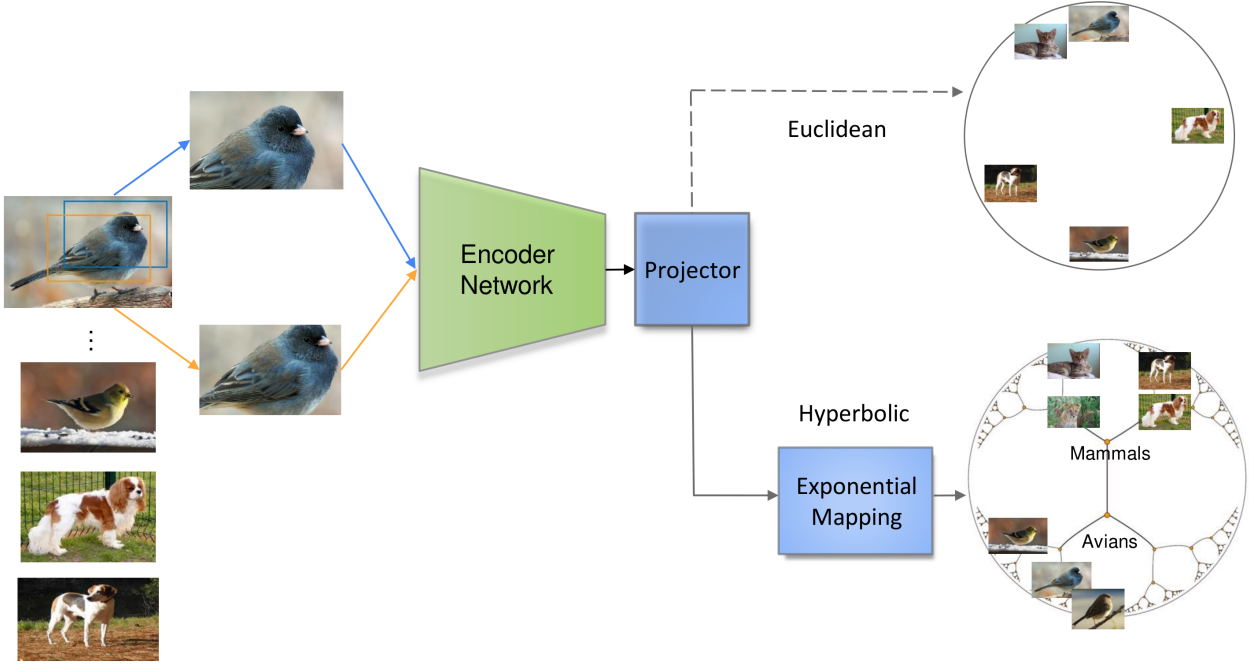 Euclidean
Encoder
Network
Projector
Hyperbolic
Exponential
Mapping
Mammals
Avians